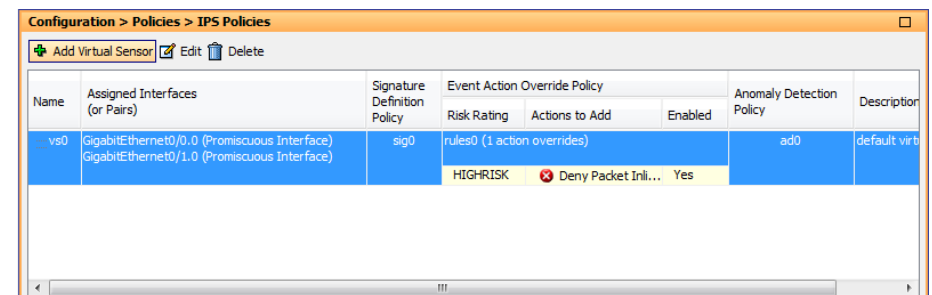 Configuration > Policies > IPS Policies
Add Virtual Sensor Edit Delete
Name
Assigned Interfaces
(or Pairs)
Signature
Definition
Policy
Event Action Override Policy
Risk Rating Actions to Add Enabled
Anomaly Detection
Policy
Description
vs0 GigabitEthernet0/0.0 (Promiscuous Interface) sig0 rules0 (1 action overrides) ad0 default virt
GigabitEthernet0/1.0 (Promiscuous Interface)
HIGHRISK Deny Packet Inli... Yes